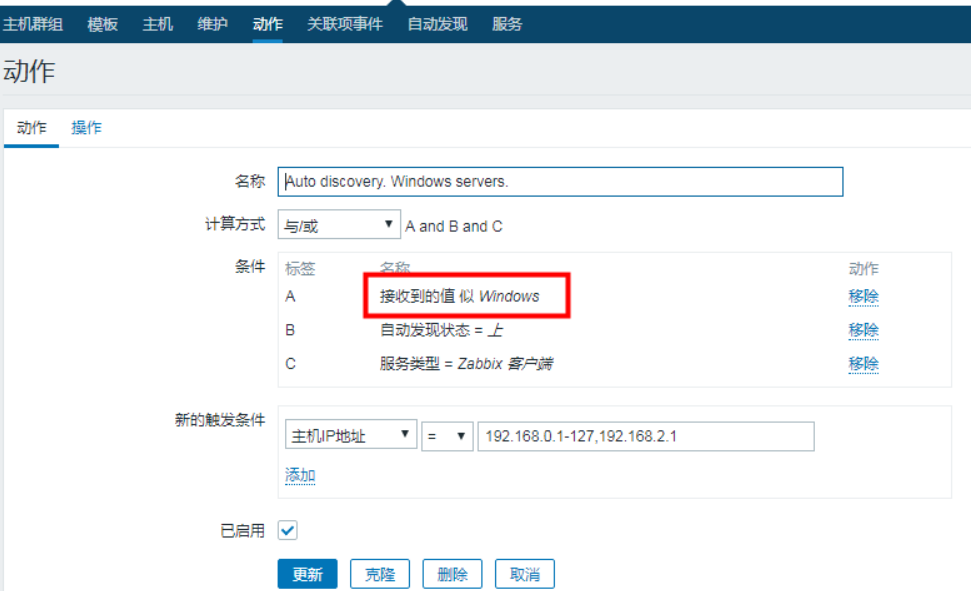 主机群组 模板 主机 维护 动作 关联项事件 自动发现 服务
动作
动作 操作
名称 Auto discovery. Windows servers.
计算方式 与/或 A and B and C
条件 标签 名称 动作
A 接收到的值 似 Windows 移除
B 自动发现状态 = 上 移除
C 服务类型 = Zabbix 客户端 移除
新的触发条件 主机IP地址 = 192.168.0.1-127,192.168.2.1
添加
已启用
更新 克隆 删除 取消